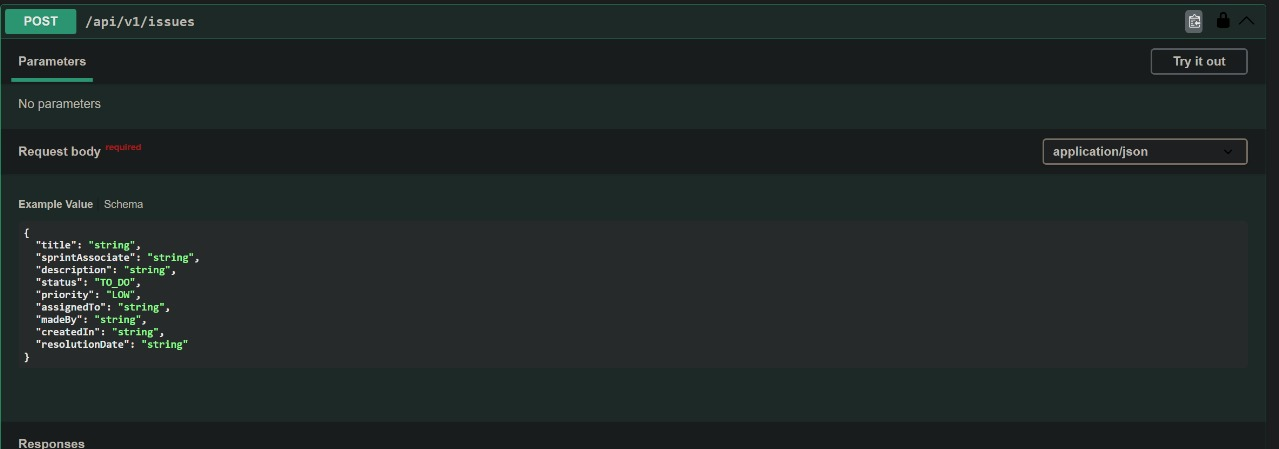 POST /api/v1/issues
Parameters
Try it out
No parameters
Request body required
application/json
Example Value Schema
{
  "title": "string",
  "sprintAssociate": "string",
  "description": "string",
  "status": "TO_DO",
  "priority": "LOW",
  "assignedTo": "string",
  "madeBy": "string",
  "createdIn": "string",
  "resolutionDate": "string"
}
Responses